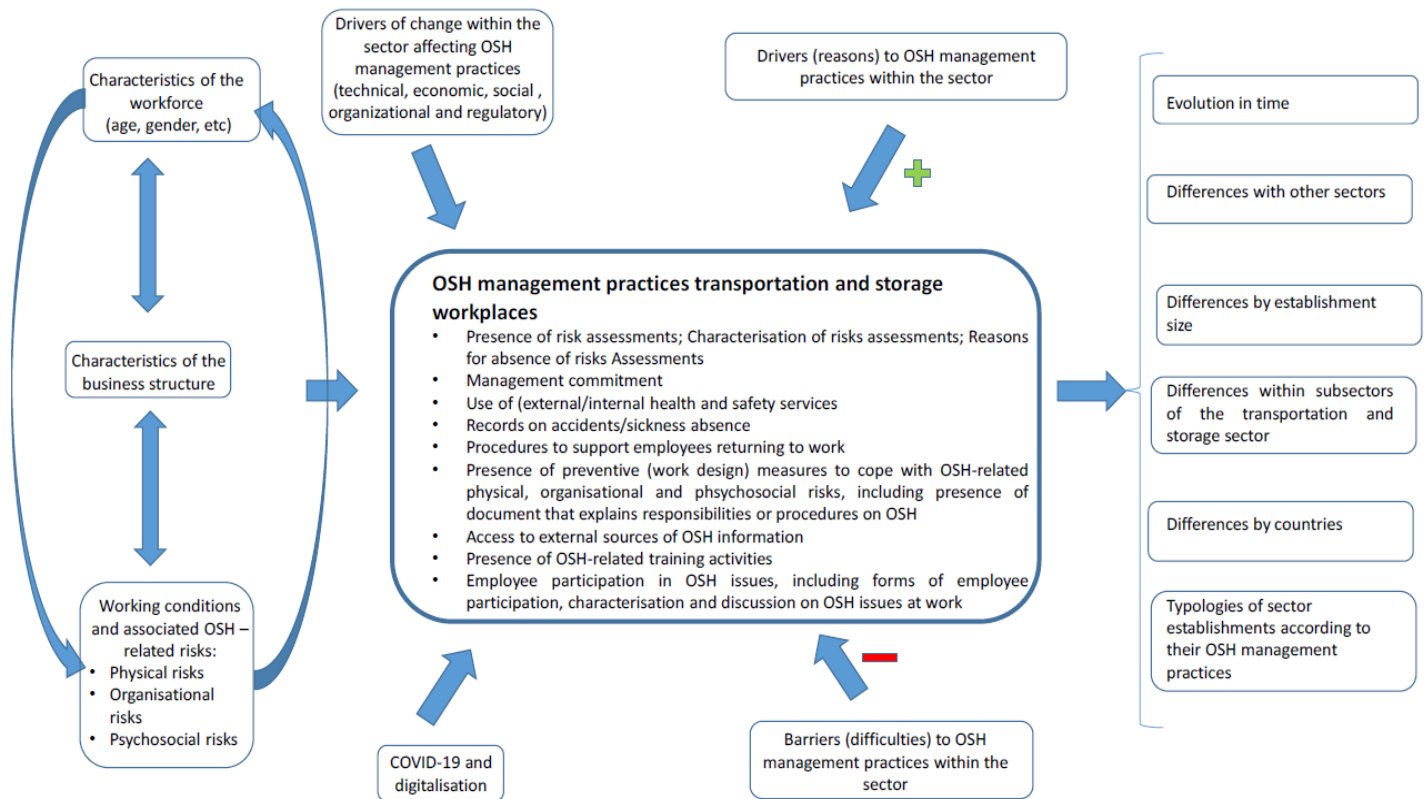 Characteristics of the
workforce
(age, gender, etc)
Characteristics of the
business structure
Working conditions
and associated OSH –
related risks:
• Physical risks
• Organisational
risks
• Psychosocial risks
Drivers of change within the
sector affecting OSH
management practices
(technical, economic, social ,
organizational and regulatory)
Drivers (reasons) to OSH management
practices within the sector
OSH management practices transportation and storage
workplaces
• Presence of risk assessments; Characterisation of risks assessments; Reasons
for absence of risks Assessments
• Management commitment
• Use of (external/internal health and safety services
• Records on accidents/sickness absence
• Procedures to support employees returning to work
• Presence of preventive (work design) measures to cope with OSH-related
physical, organisational and phsychosocial risks, including presence of
document that explains responsibilities or procedures on OSH
• Access to external sources of OSH information
• Presence of OSH-related training activities
• Employee participation in OSH issues, including forms of employee
participation, characterisation and discussion on OSH issues at work
COVID-19 and
digitalisation
Barriers (difficulties) to OSH
management practices within the
sector
Evolution in time
Differences with other sectors
Differences by establishment
size
Differences within subsectors
of the transportation and
storage sector
Differences by countries
Typologies of sector
establishments according to
their OSH management
practices